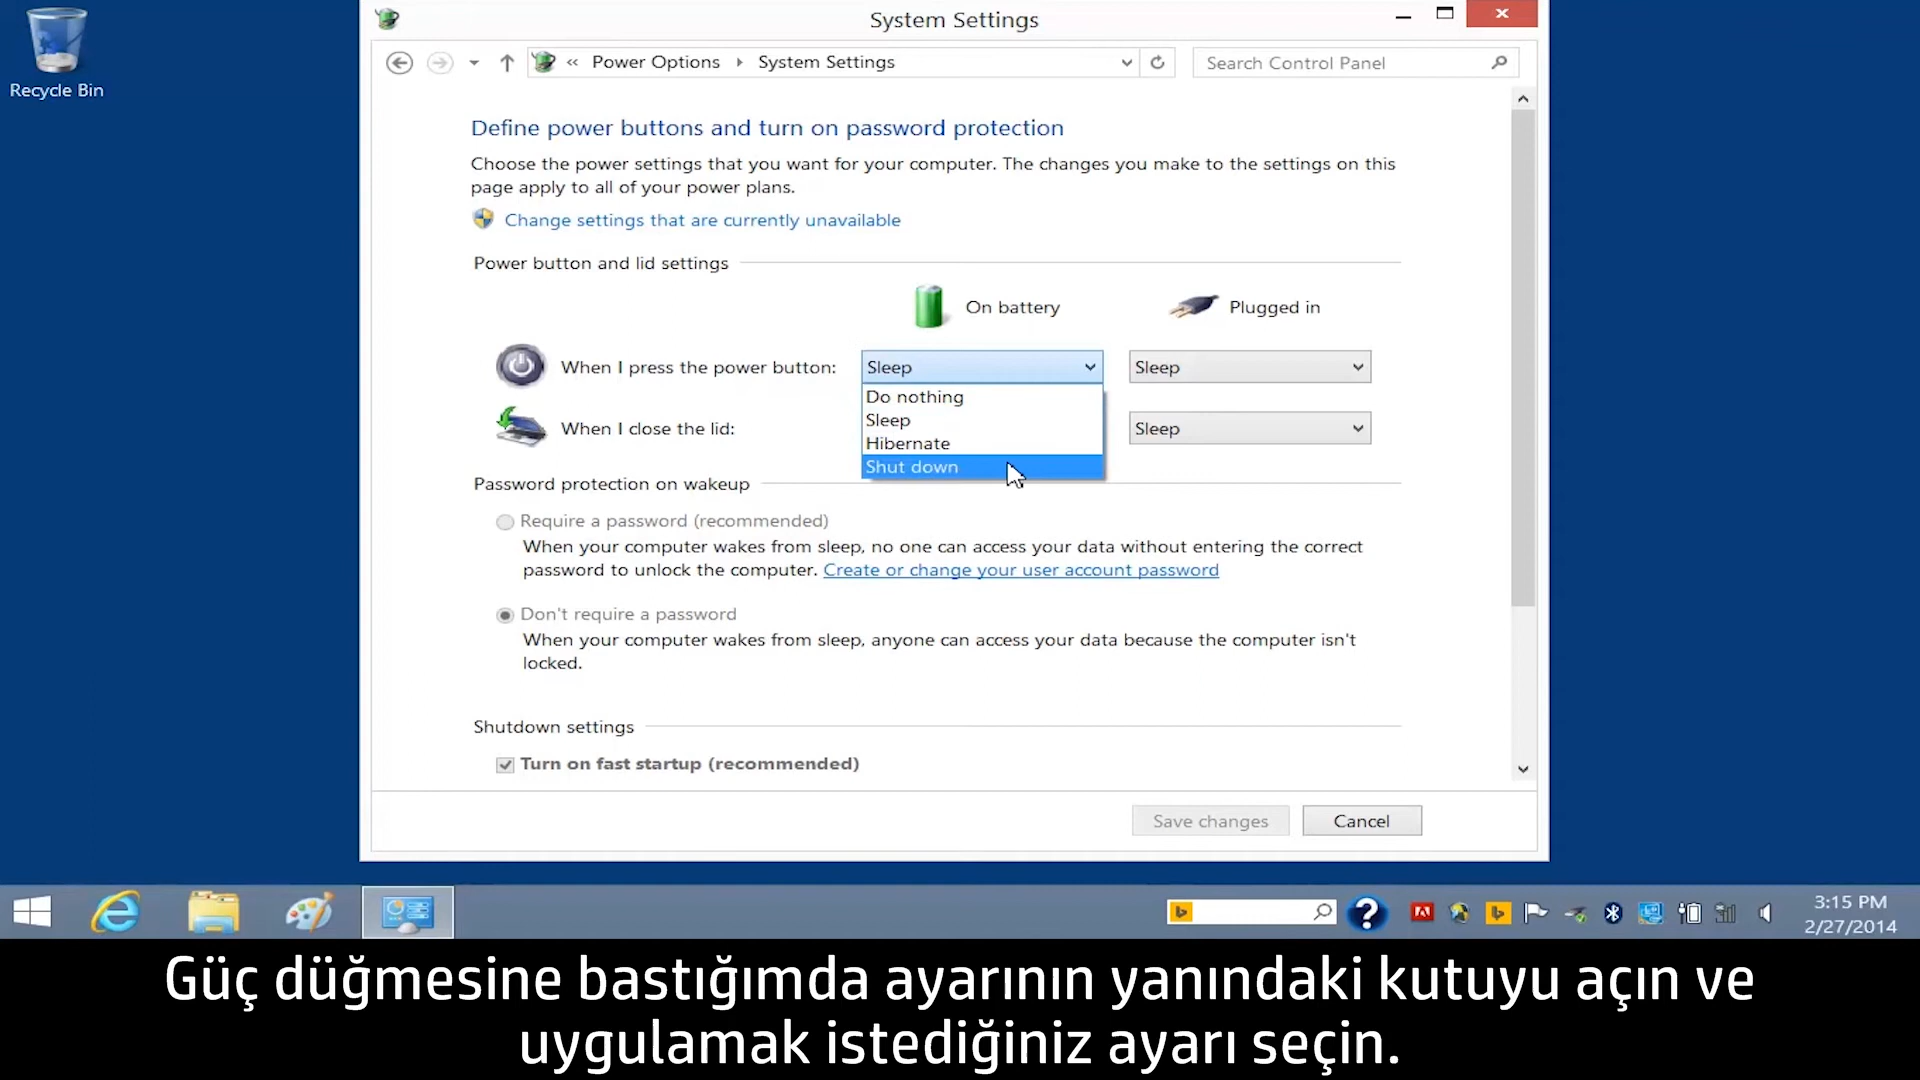 System Settings
Recycle Bin
« Power Options System Settings
Search Control Panel
Define power buttons and turn on password protection
Choose the power settings that you want for your computer. The changes you make to the settings on this
page apply to all of your power plans.
Change settings that are currently unavailable
Power button and lid settings
On battery
Plugged in
When I press the power button:
Sleep
Sleep
Do nothing
Sleep
Hibernate
Shut down
When I close the lid:
Sleep
Password protection on wakeup
Require a password (recommended)
When your computer wakes from sleep, no one can access your data without entering the correct
password to unlock the computer. Create or change your user account password
Don't require a password
When your computer wakes from sleep, anyone can access your data because the computer isn't
locked.
Shutdown settings
Turn on fast startup (recommended)
Save changes
Cancel
3:15 PM
2/27/2014
Güç düğmesine bastığımda ayarının yanındaki kutuyu açın ve
uygulamak istediğiniz ayarı seçin.